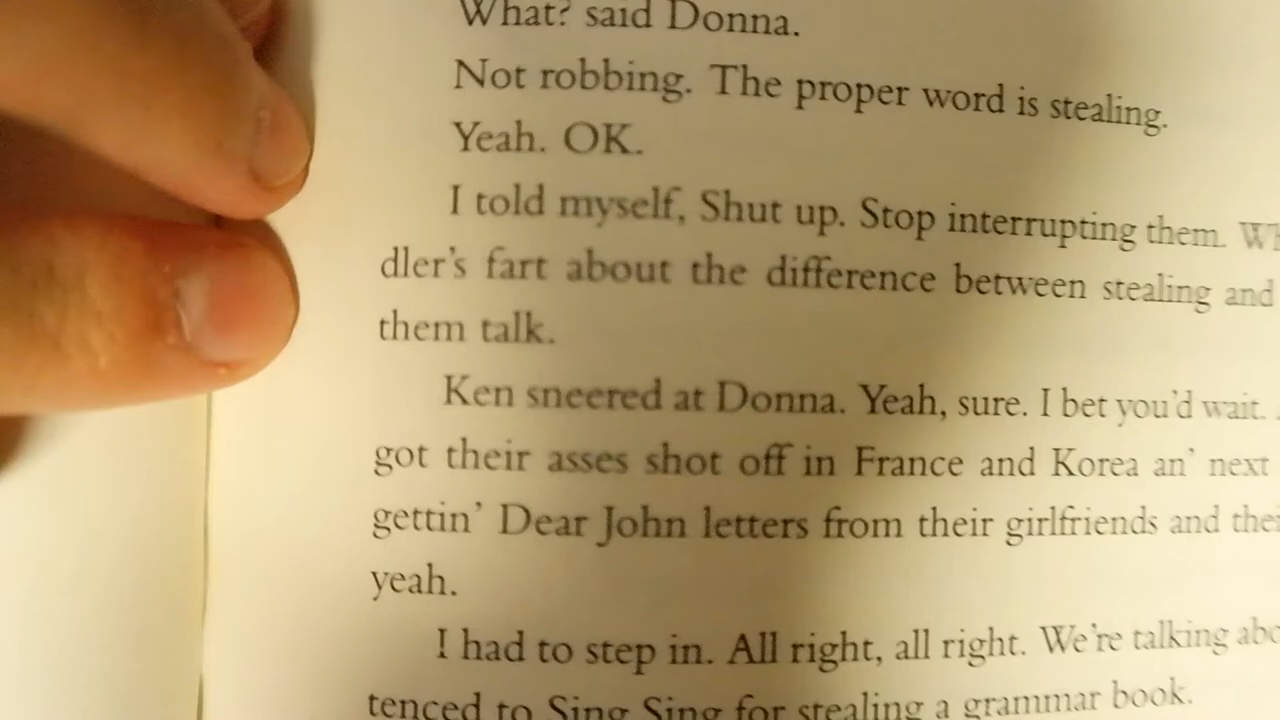 What? said Donna.
Not robbing. The proper word is stealing.
Yeah. OK.
I told myself, Shut up. Stop interrupting them.
dler's fart about the difference between stealing and
them talk.
Ken sneered at Donna. Yeah, sure. I bet you'd wait.
got their asses shot off in France and Korea an' next
gettin' Dear John letters from their girlfriends and
yeah.
I had to step in. All right, all right. We're talking
tenced to Sing Sing for stealing a grammar book.